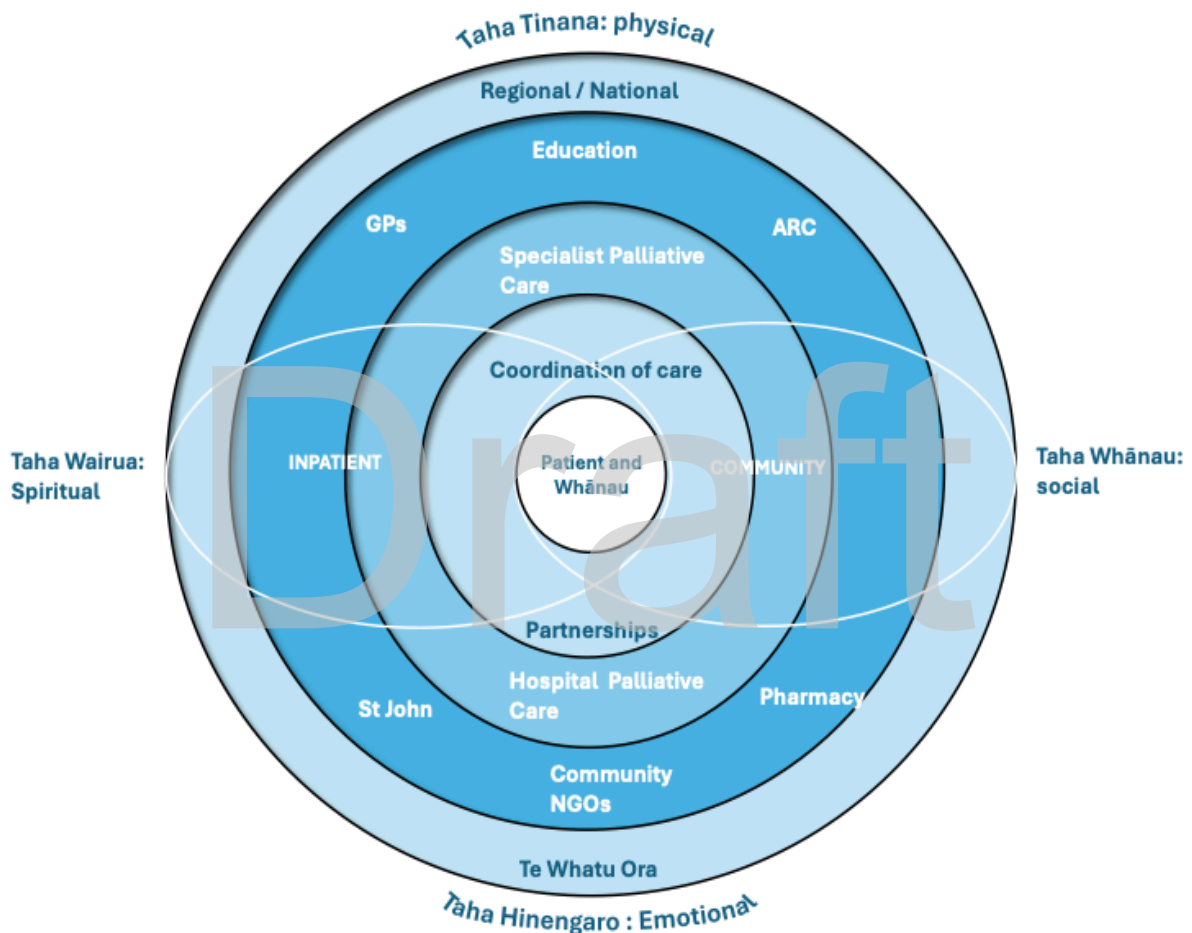 Taha Tinana: physical
Regional / National
Education
GPs
ARC
Specialist Palliative
Care
Coordination of care
Taha Wairua:
Spiritual
INPATIENT
Patient and
Whānau
COMMUNITY
Taha Whānau:
social
Draft
Partnerships
Hospital Palliative
Care
St John
Pharmacy
Community
NGOs
Te Whatu Ora
Taha Hinengaro : Emotional